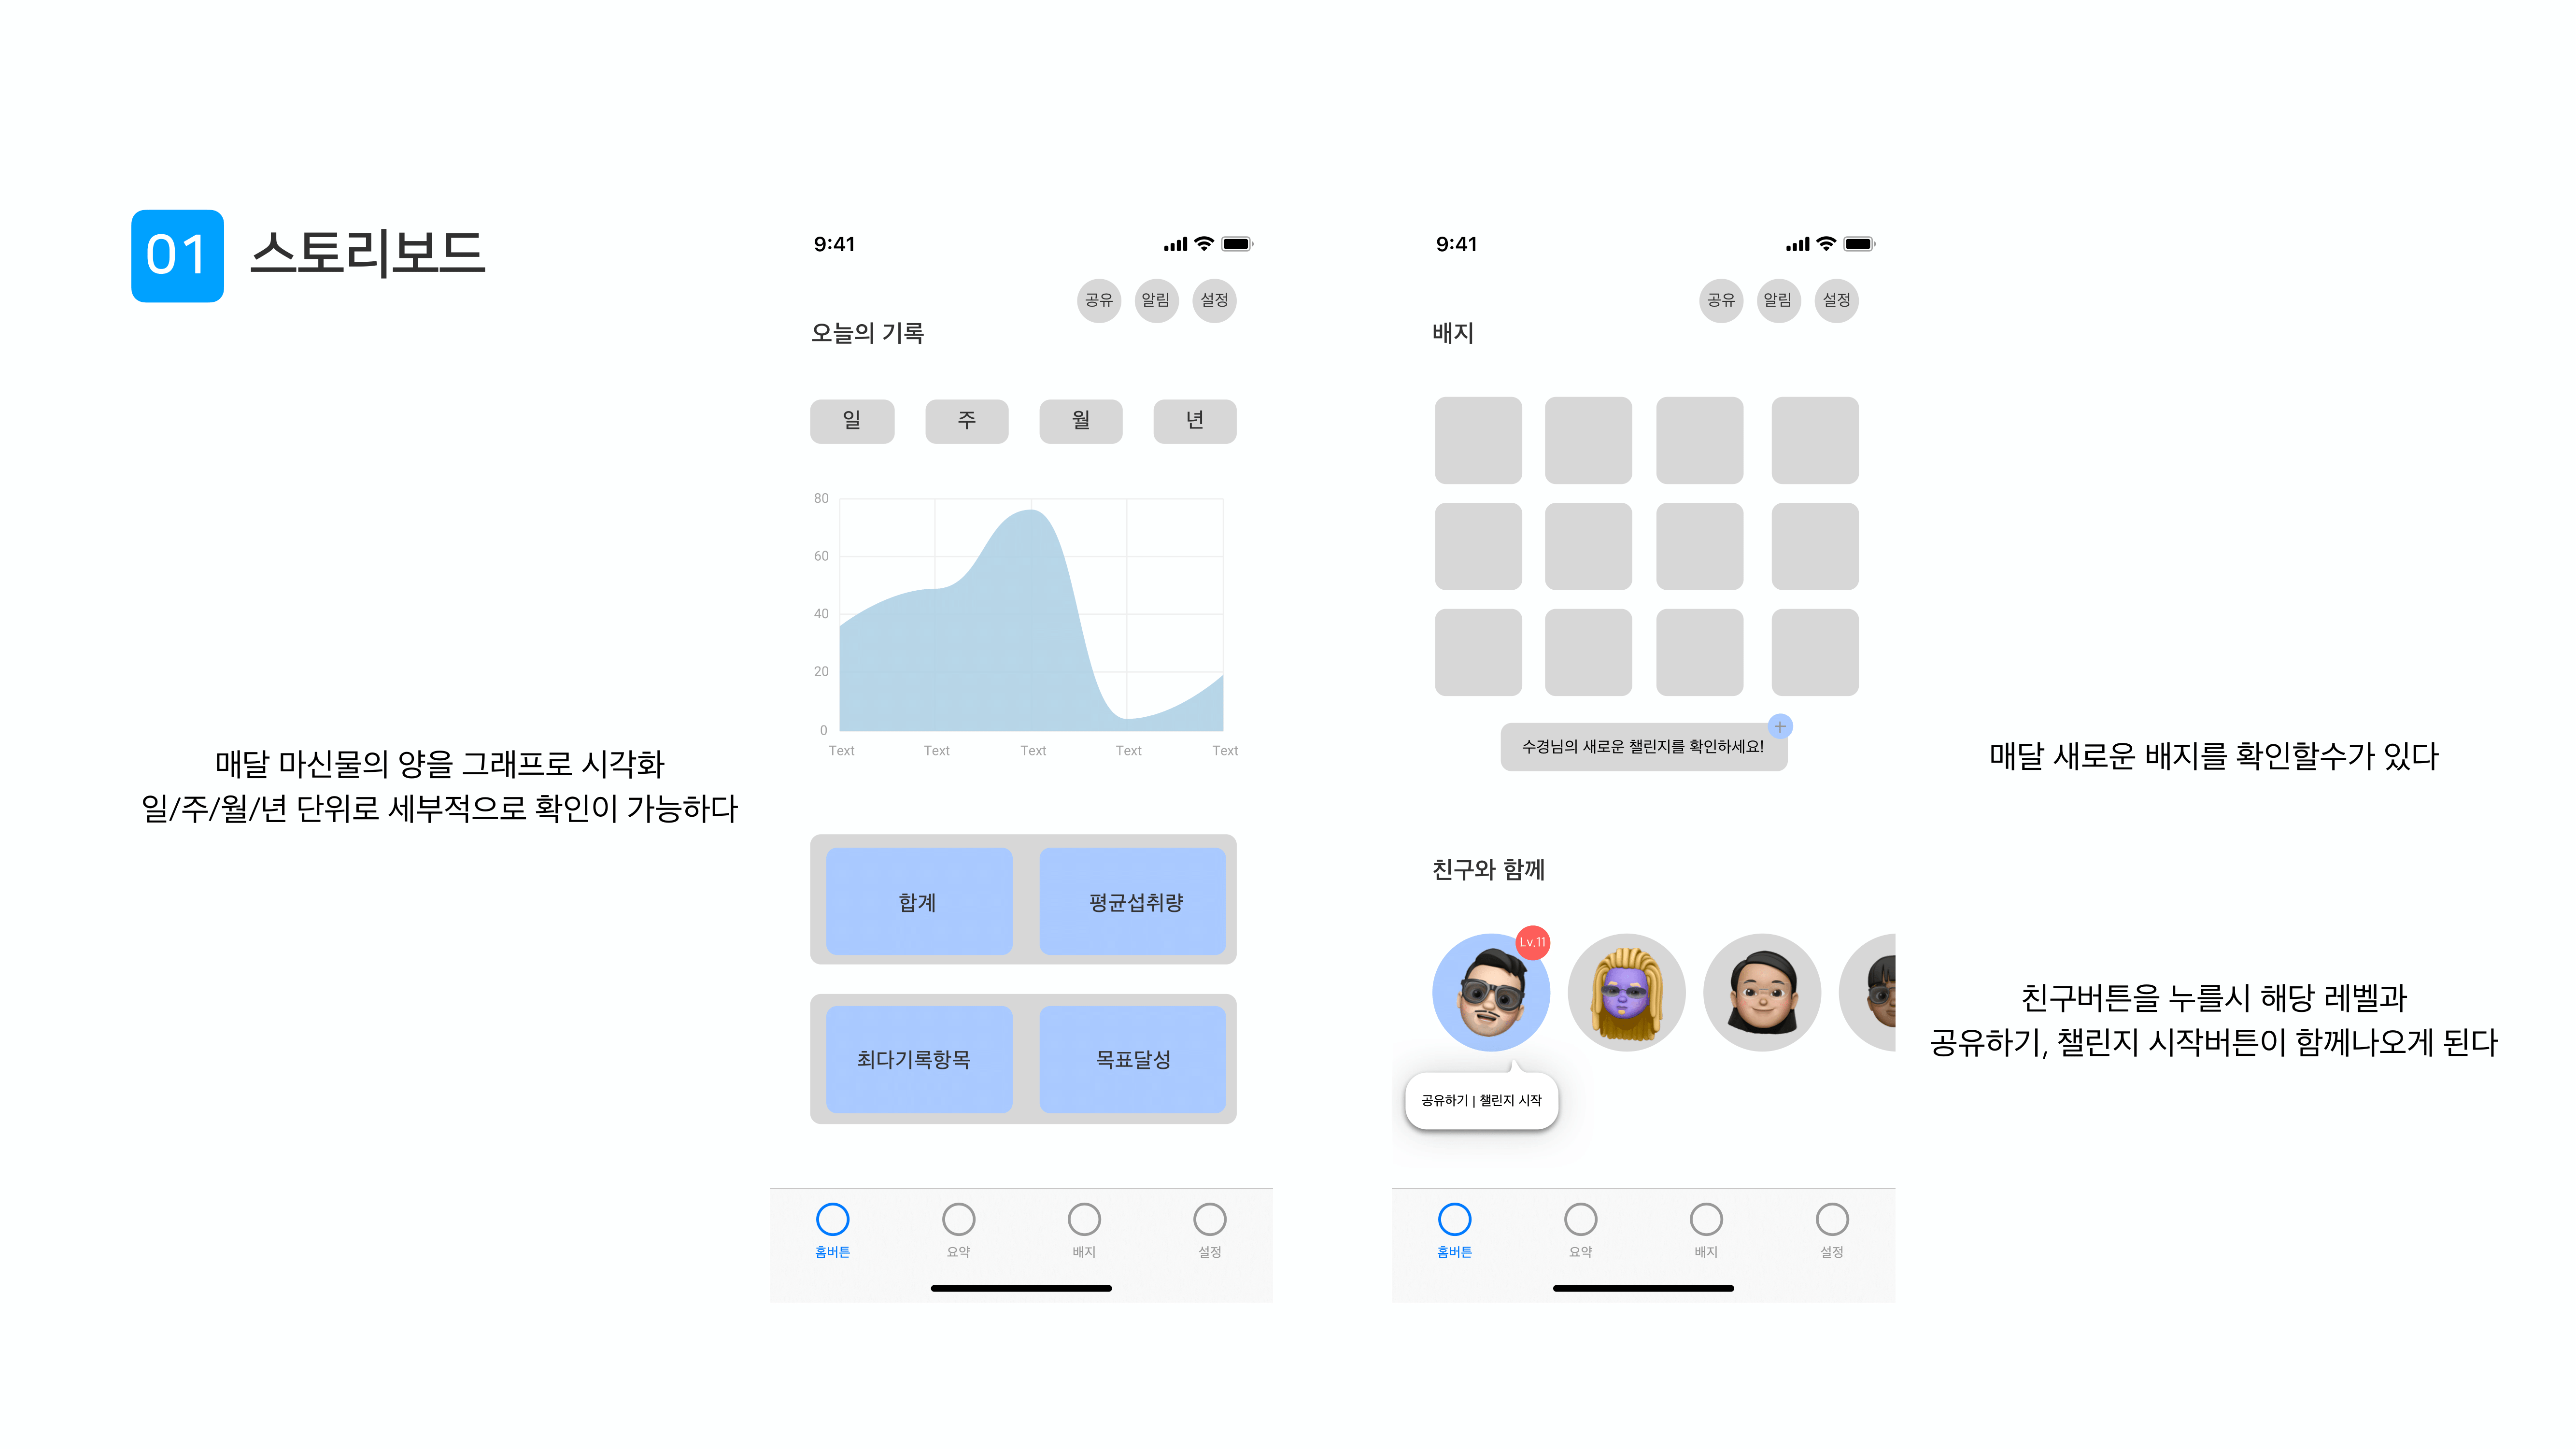 01 스토리보드
매달 마신물의 양을 그래프로 시각화
일/주/월/년 단위로 세부적으로 확인이 가능하다
9:41
공유 알림 설정
오늘의 기록
일 주 월 년
80
60
40
20
0
Text Text Text Text Text
합계 평균섭취량
최다기록항목 목표달성
홈버튼 요약 배지 설정
9:41
공유 알림 설정
배지
+
수경님의 새로운 챌린지를 확인하세요!
친구와 함께
Lv.11
공유하기 | 챌린지 시작
홈버튼 요약 배지 설정
매달 새로운 배지를 확인할수가 있다
친구버튼을 누를시 해당 레벨과
공유하기, 챌린지 시작버튼이 함께나오게 된다